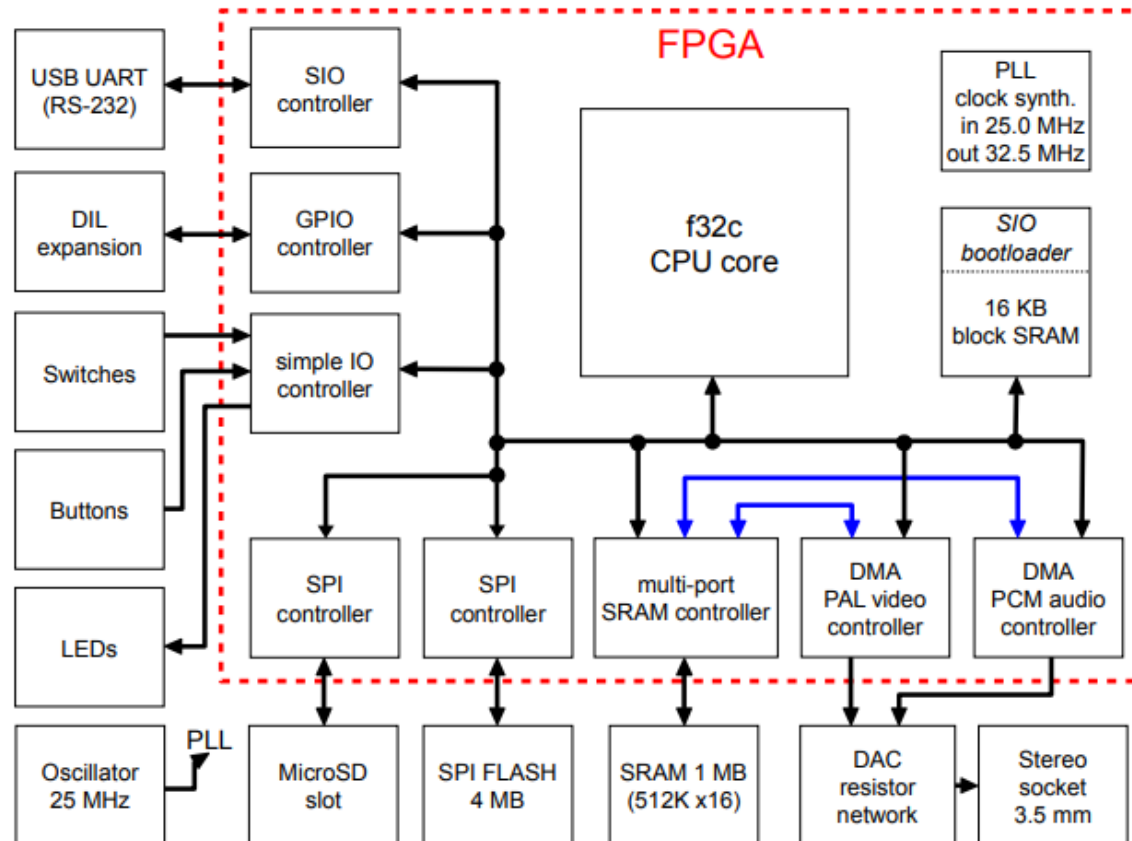 FPGA
USB UART
(RS-232)
SIO
controller
PLL
clock synth.
in 25.0 MHz
out 32.5 MHz
DIL
expansion
GPIO
controller
f32c
CPU core
SIO
bootloader
16 KB
block SRAM
Switches
simple IO
controller
Buttons
LEDs
SPI
controller
SPI
controller
multi-port
SRAM controller
DMA
PAL video
controller
DMA
PCM audio
controller
Oscillator
25 MHz
PLL
MicroSD
slot
SPI FLASH
4 MB
SRAM 1 MB
(512K x16)
DAC
resistor
network
Stereo
socket
3.5 mm